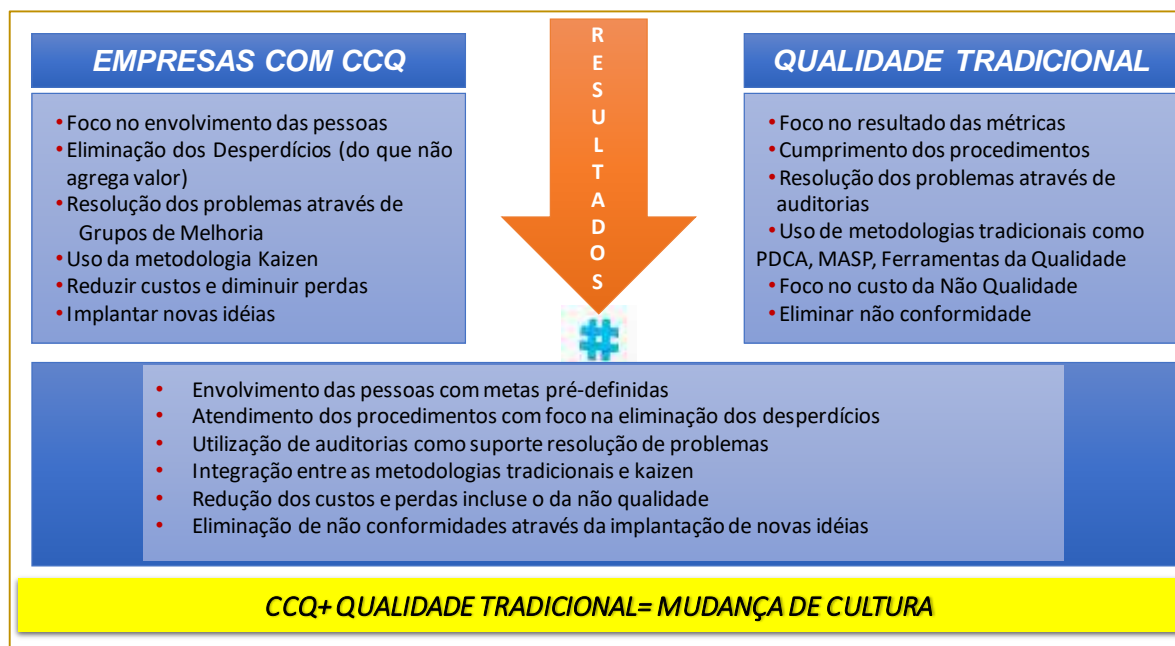 EMPRESAS COM CCQ
• Foco no envolvimento das pessoas
• Eliminação dos Desperdícios (do que não
agrega valor)
• Resolução dos problemas através de
Grupos de Melhoria
• Uso da metodologia Kaizen
• Reduzir custos e diminuir perdas
• Implantar novas idéias
RESULTADOS
#
QUALIDADE TRADICIONAL
• Foco no resultado das métricas
• Cumprimento dos procedimentos
• Resolução dos problemas através de
auditorias
• Uso de metodologias tradicionais como
PDCA, MASP, Ferramentas da Qualidade
• Foco no custo da Não Qualidade
• Eliminar não conformidade
• Envolvimento das pessoas com metas pré-definidas
• Atendimento dos procedimentos com foco na eliminação dos desperdícios
• Utilização de auditorias como suporte resolução de problemas
• Integração entre as metodologias tradicionais e kaizen
• Redução dos custos e perdas incluse o da não qualidade
• Eliminação de não conformidades através da implantação de novas idéias
CCQ+ QUALIDADE TRADICIONAL= MUDANÇA DE CULTURA